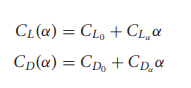 C_L(α) = C_{L_0} + C_{L_α}α
C_D(α) = C_{D_0} + C_{D_α}α